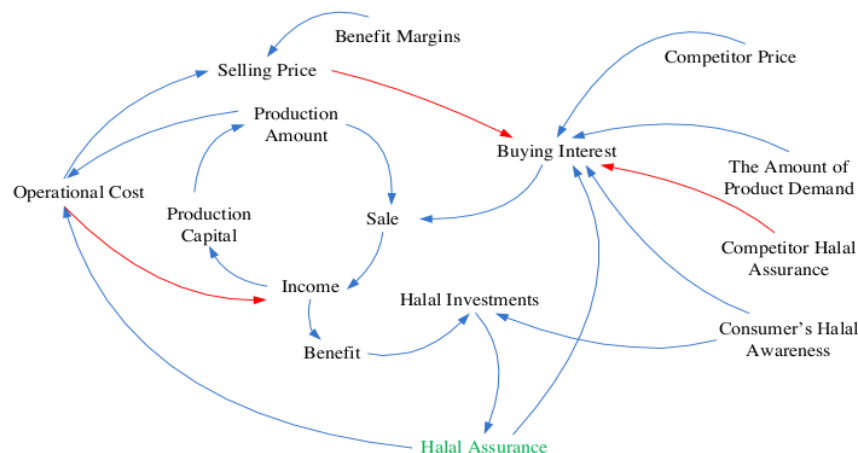 Benefit Margins
Competitor Price
Selling Price
Production
Amount
Buying Interest
The Amount of
Product Demand
Operational Cost
Production
Capital
Sale
Competitor Halal
Assurance
Income
Halal Investments
Consumer's Halal
Awareness
Benefit
Halal Assurance